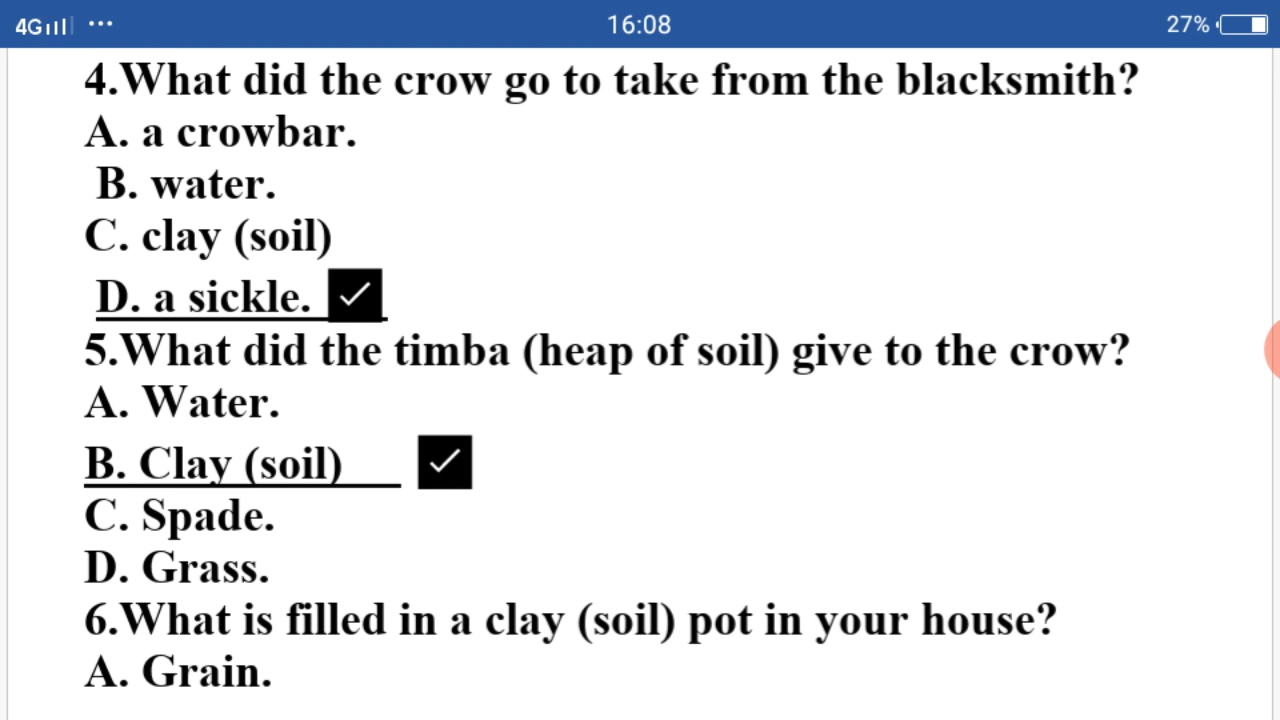 4G ... 16:08 27%
4.What did the crow go to take from the blacksmith?
A. a crowbar.
B. water.
C. clay (soil)
D. a sickle.
5.What did the timba (heap of soil) give to the crow?
A. Water.
B. Clay (soil)
C. Spade.
D. Grass.
6.What is filled in a clay (soil) pot in your house?
A. Grain.